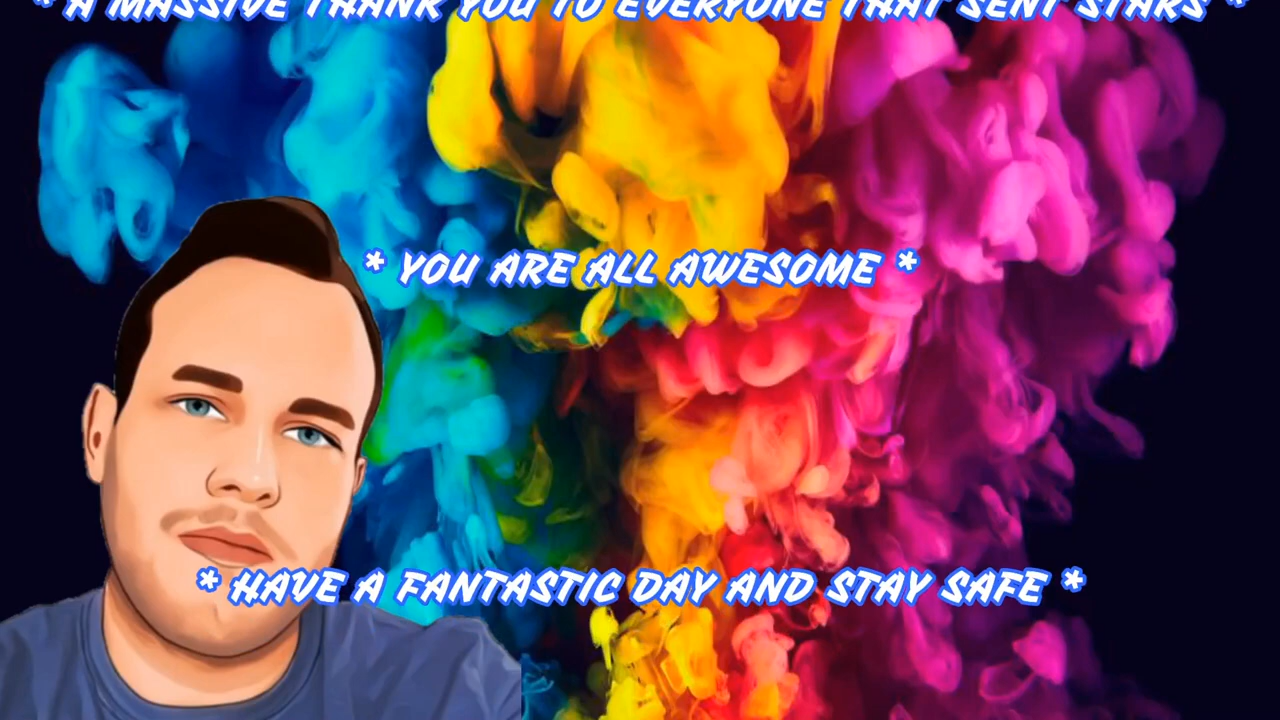 * A MASSIVE THANK YOU TO EVERYONE THAT SENT STARS *
* YOU ARE ALL AWESOME *
* HAVE A FANTASTIC DAY AND STAY SAFE *